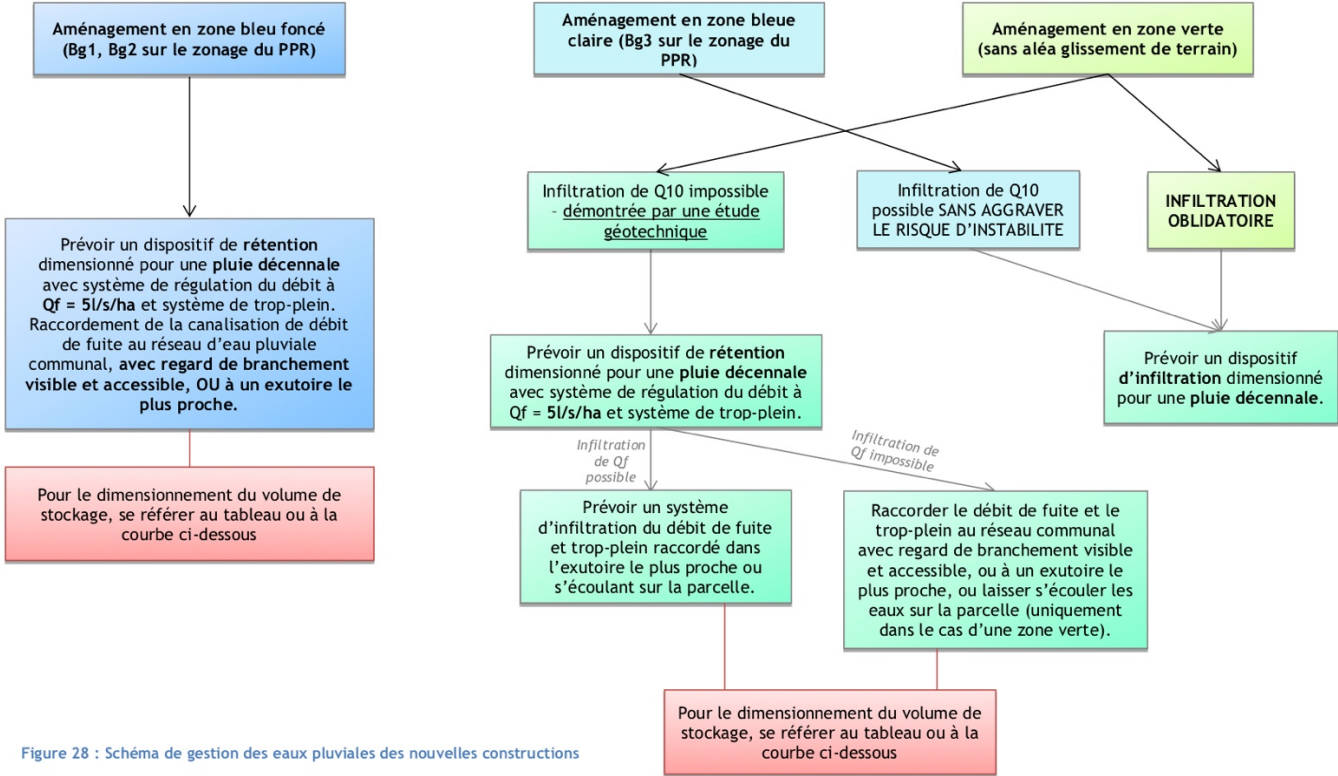 Aménagement en zone bleu foncé
(Bg1, Bg2 sur le zonage du PPR)
Aménagement en zone bleue
claire (Bg3 sur le zonage du
PPR)
Aménagement en zone verte
(sans aléa glissement de terrain)
Infiltration de Q10 impossible
- démontrée par une étude
géotechnique
Infiltration de Q10
possible SANS AGGRAVER
LE RISQUE D'INSTABILITE
INFILTRATION
OBLIDATOIRE
Prévoir un dispositif de rétention
dimensionné pour une pluie décennale
avec système de régulation du débit à
Qf = 5l/s/ha et système de trop-plein.
Raccordement de la canalisation de débit
de fuite au réseau d'eau pluviale
communal, avec regard de branchement
visible et accessible, OU à un exutoire le
plus proche.
Prévoir un dispositif de rétention
dimensionné pour une pluie décennale
avec système de régulation du débit à
Qf = 5l/s/ha et système de trop-plein.
Prévoir un dispositif
d'infiltration dimensionné
pour une pluie décennale.
Infiltration
de Qf
possible
Infiltration de
Qf impossible
Pour le dimensionnement du volume de
stockage, se référer au tableau ou à la
courbe ci-dessous
Prévoir un système
d'infiltration du débit de fuite
et trop-plein raccordé dans
l'exutoire le plus proche ou
s'écoulant sur la parcelle.
Raccorder le débit de fuite et le
trop-plein au réseau communal
avec regard de branchement visible
et accessible, ou à un exutoire le
plus proche, ou laisser s'écouler les
eaux sur la parcelle (uniquement
dans le cas d'une zone verte).
Pour le dimensionnement du volume de
stockage, se référer au tableau ou à la
courbe ci-dessous
Figure 28 : Schéma de gestion des eaux pluviales des nouvelles constructions